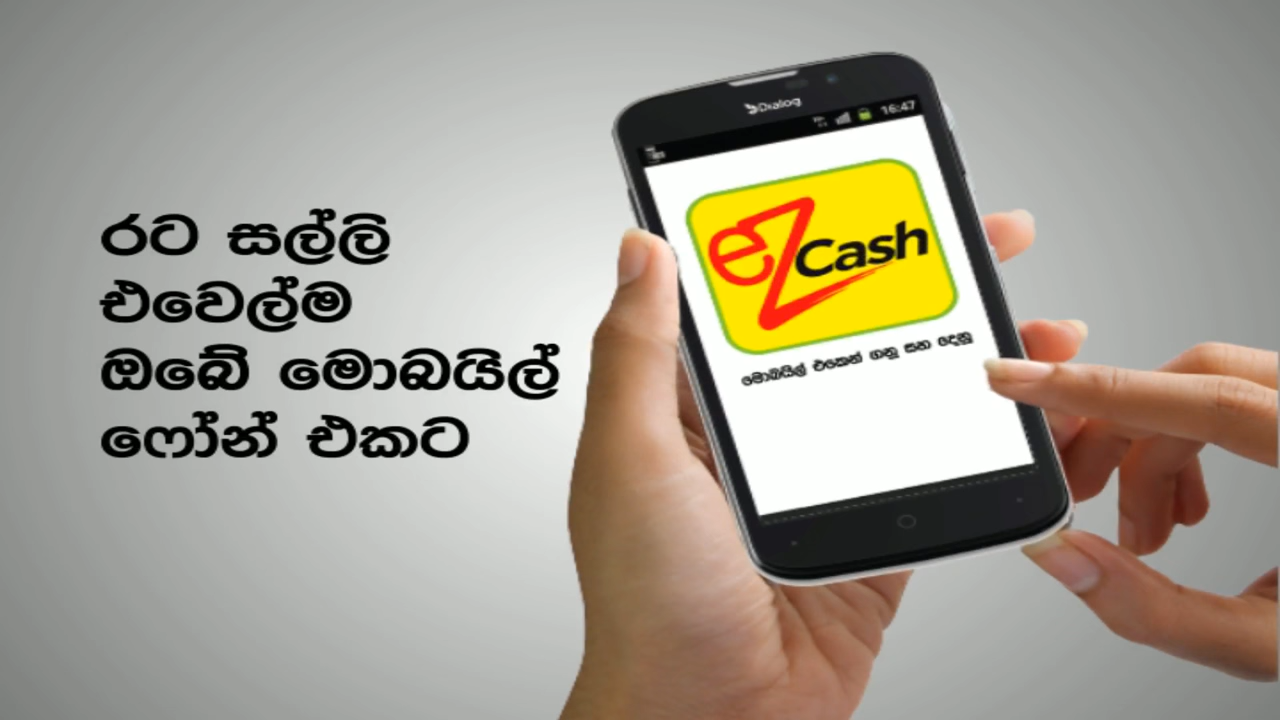 රට සල්ලි
එවෙල්ම
ඔබේ මොබයිල්
ෆෝන් එකට
Dialog
16:47
eZ Cash
මොබයිල් එකෙන් ගනු සහ දෙනු